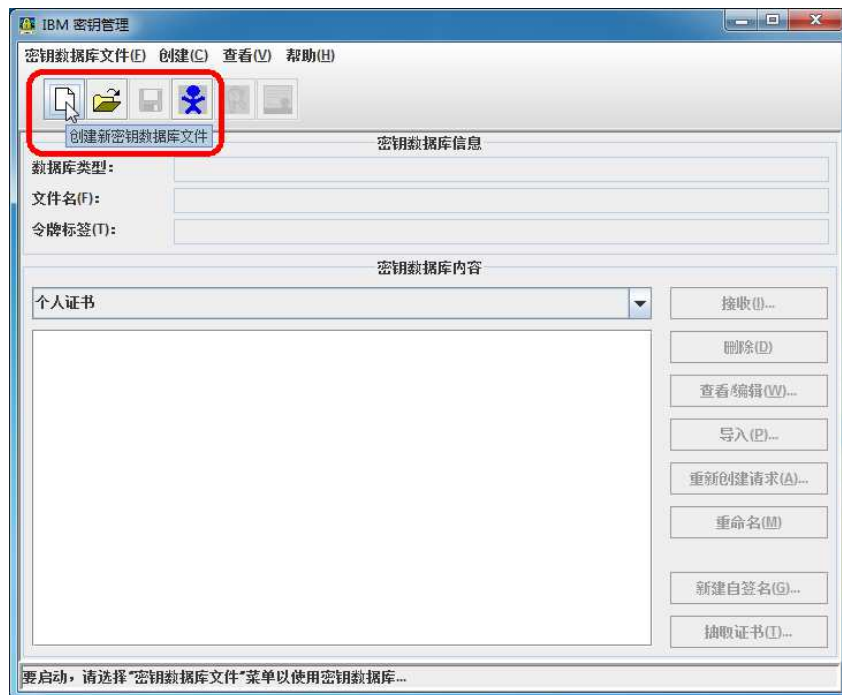 IBM 密钥管理
密钥数据库文件(F) 创建(C) 查看(V) 帮助(H)
创建新密钥数据库文件
密钥数据库信息
数据库类型:
文件名(F):
令牌标签(T):
密钥数据库内容
个人证书
接收(I)...
删除(D)
查看/编辑(W)...
导入(P)...
重新创建请求(A)...
重命名(M)
新建自签名(G)...
抽取证书(T)...
要启动，请选择"密钥数据库文件"菜单以使用密钥数据库...